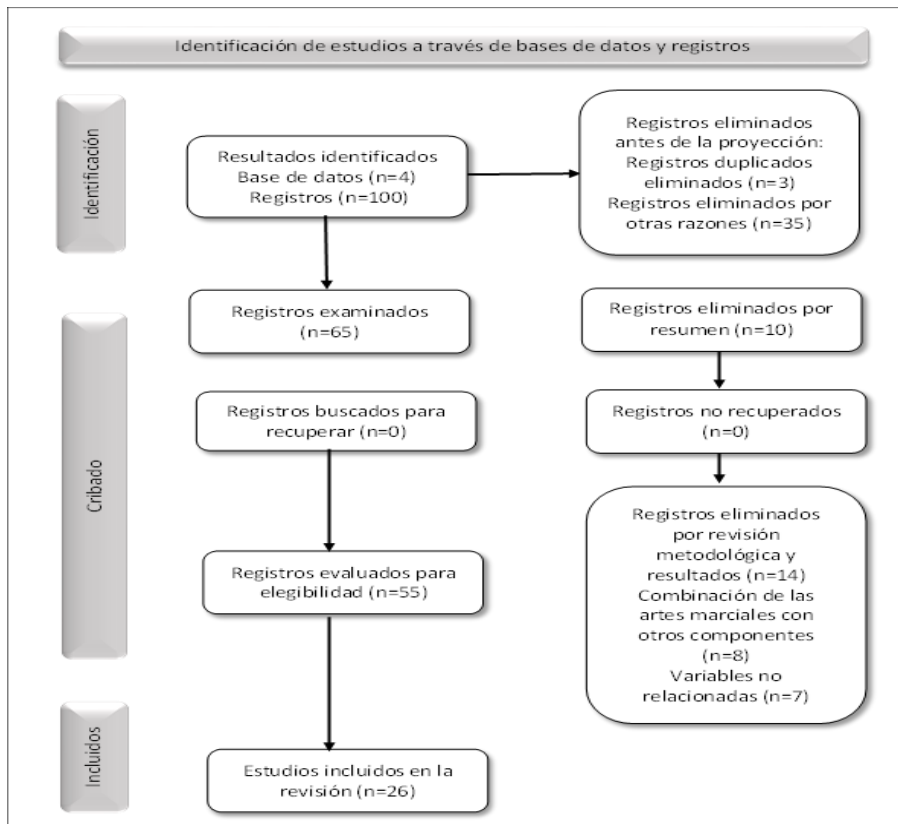 Identificación de estudios a través de bases de datos y registros
Identificación
Resultados identificados
Base de datos (n=4)
Registros (n=100)
Registros eliminados
antes de la proyección:
Registros duplicados
eliminados (n=3)
Registros eliminados por
otras razones (n=35)
Cribado
Registros examinados
(n=65)
Registros eliminados por
resumen (n=10)
Registros buscados para
recuperar (n=0)
Registros no recuperados
(n=0)
Registros evaluados para
elegibilidad (n=55)
Registros eliminados
por revisión
metodológica y
resultados (n=14)
Combinación de las
artes marciales con
otros componentes
(n=8)
Variables no
relacionadas (n=7)
Incluidos
Estudios incluidos en la
revisión (n=26)